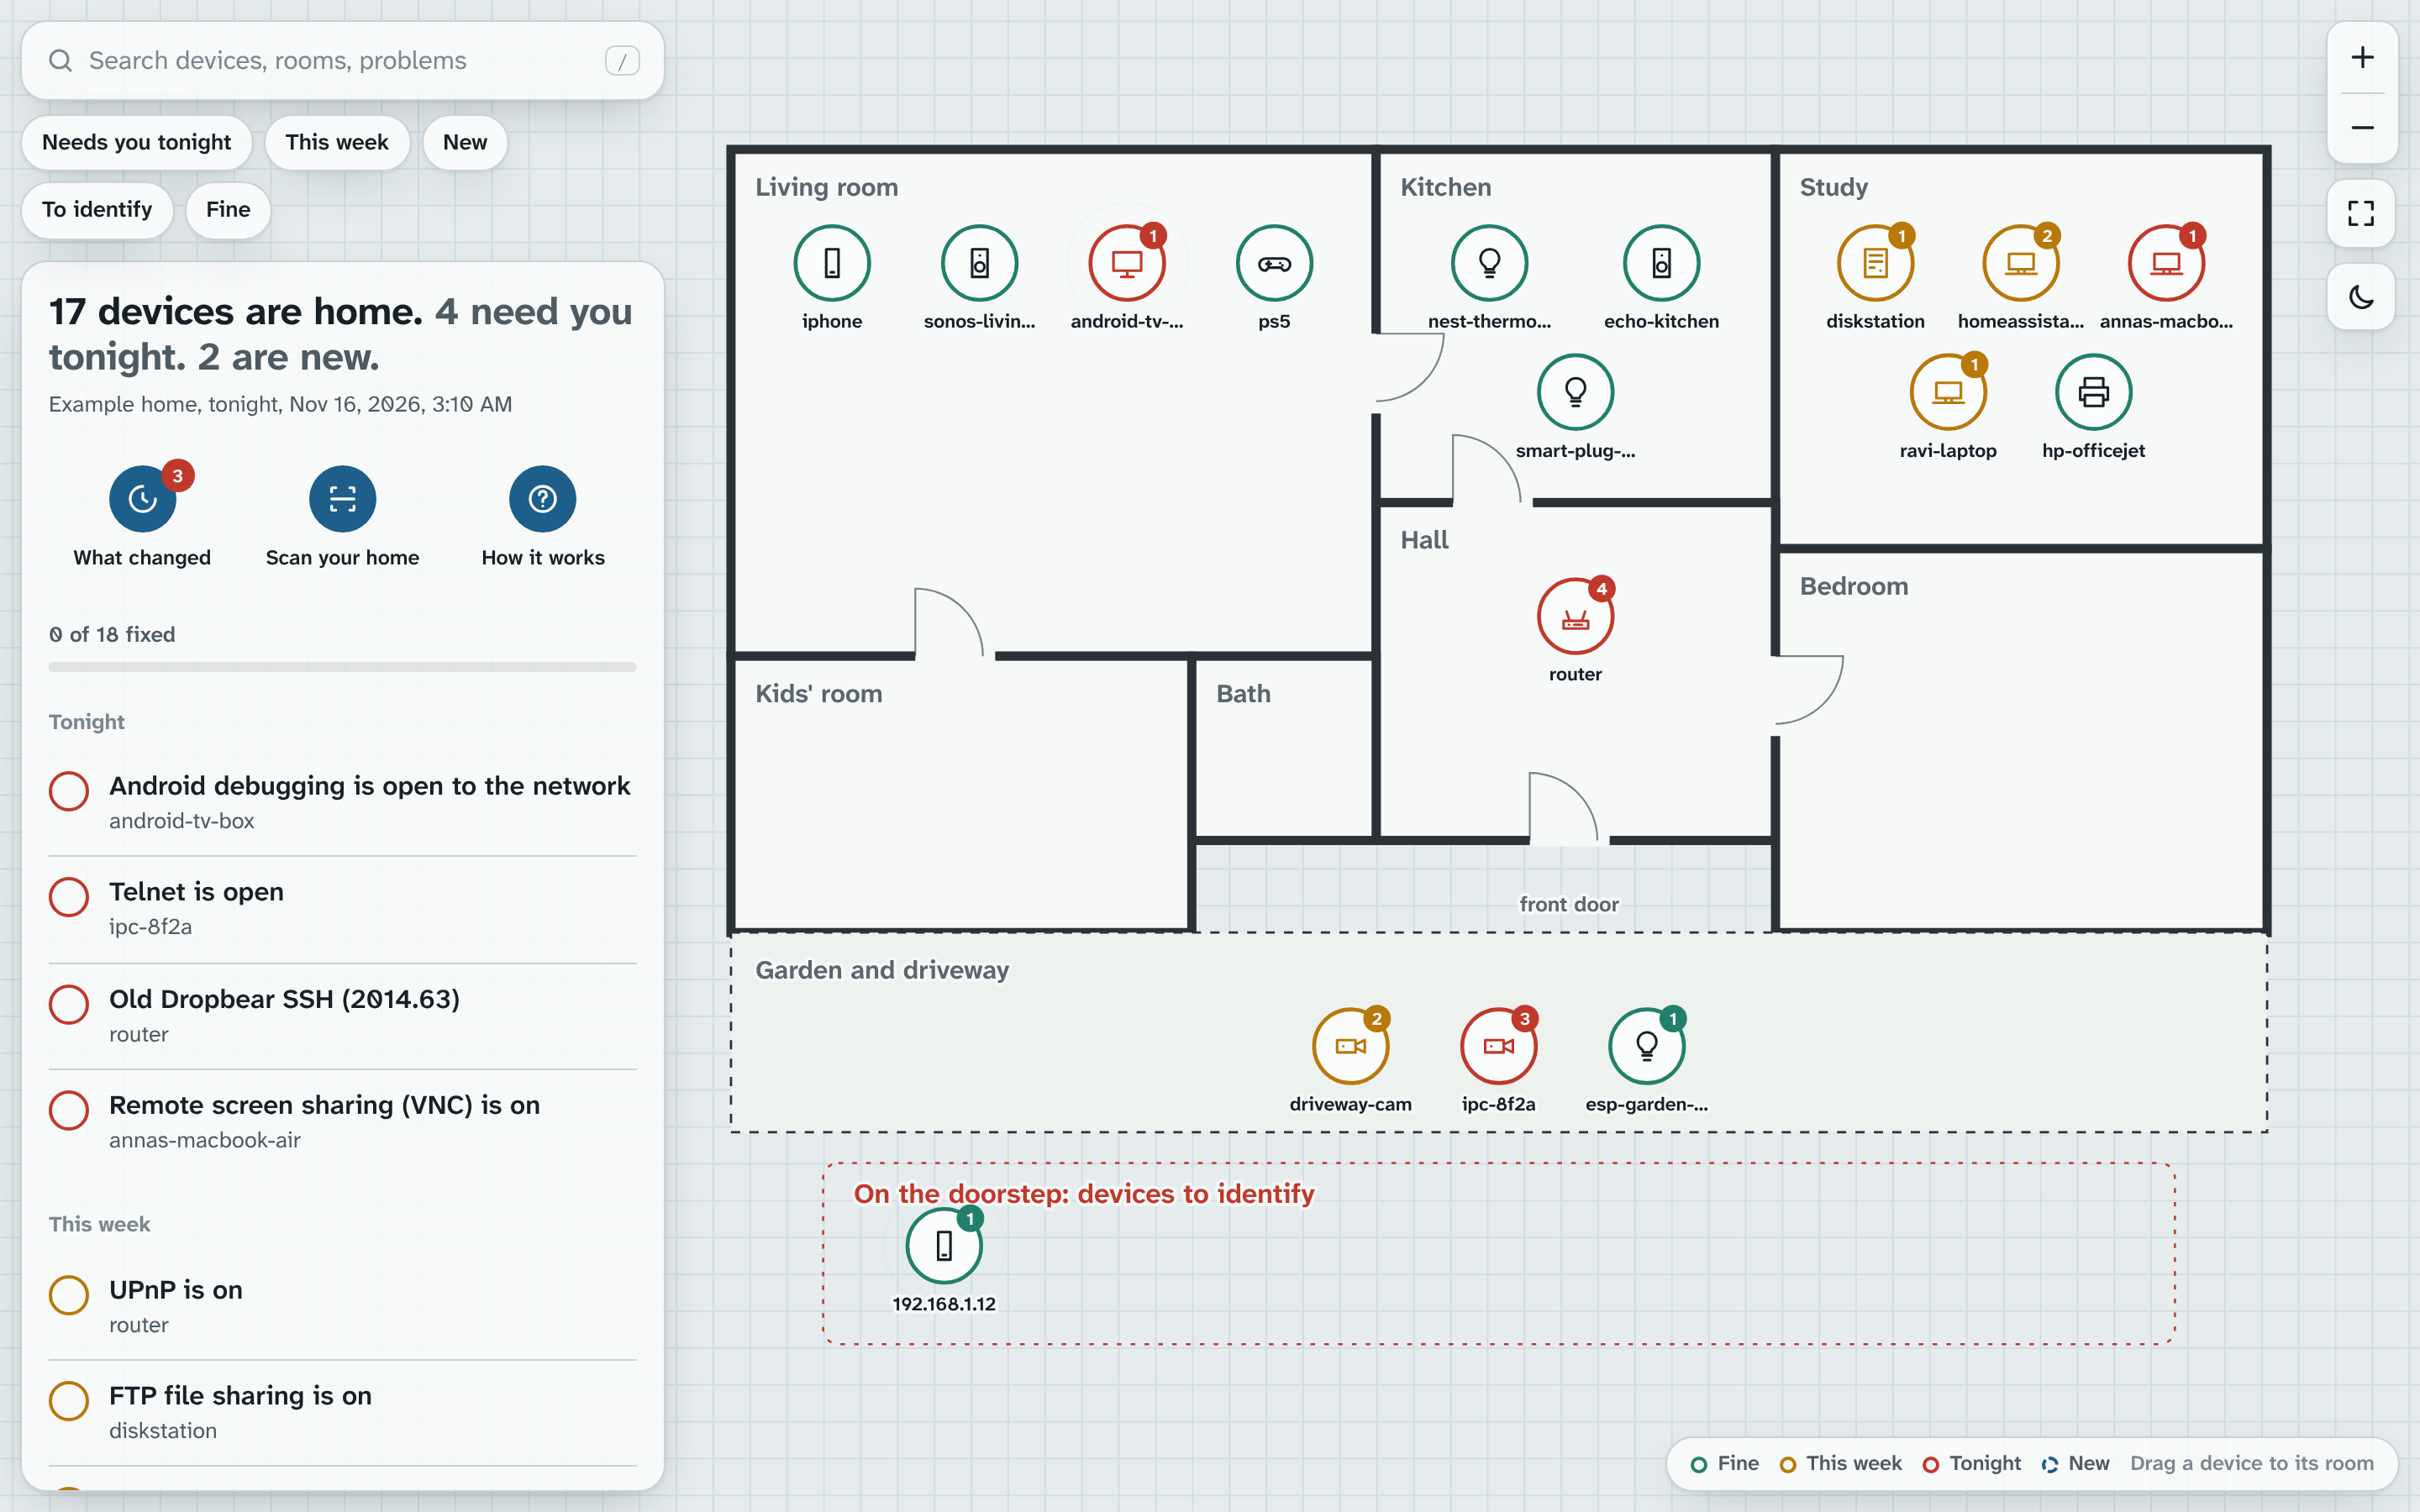 Search devices, rooms, problems /
Needs you tonight
This week
New
To identify
Fine
17 devices are home. 4 need you
tonight. 2 are new.
Example home, tonight, Nov 16, 2026, 3:10 AM
3
What changed
Scan your home
How it works
0 of 18 fixed
Tonight
Android debugging is open to the network
android-tv-box
Telnet is open
ipc-8f2a
Old Dropbear SSH (2014.63)
router
Remote screen sharing (VNC) is on
annas-macbook-air
This week
UPnP is on
router
FTP file sharing is on
diskstation
Living room
iphone
sonos-livin...
1
android-tv-...
ps5
Kitchen
nest-thermo...
echo-kitchen
smart-plug-...
Study
1
diskstation
2
homeassista...
1
annas-macbo...
1
ravi-laptop
hp-officejet
Hall
4
router
Bedroom
Kids' room
Bath
front door
Garden and driveway
2
driveway-cam
3
ipc-8f2a
1
esp-garden-...
On the doorstep: devices to identify
1
192.168.1.12
Fine
This week
Tonight
New
Drag a device to its room